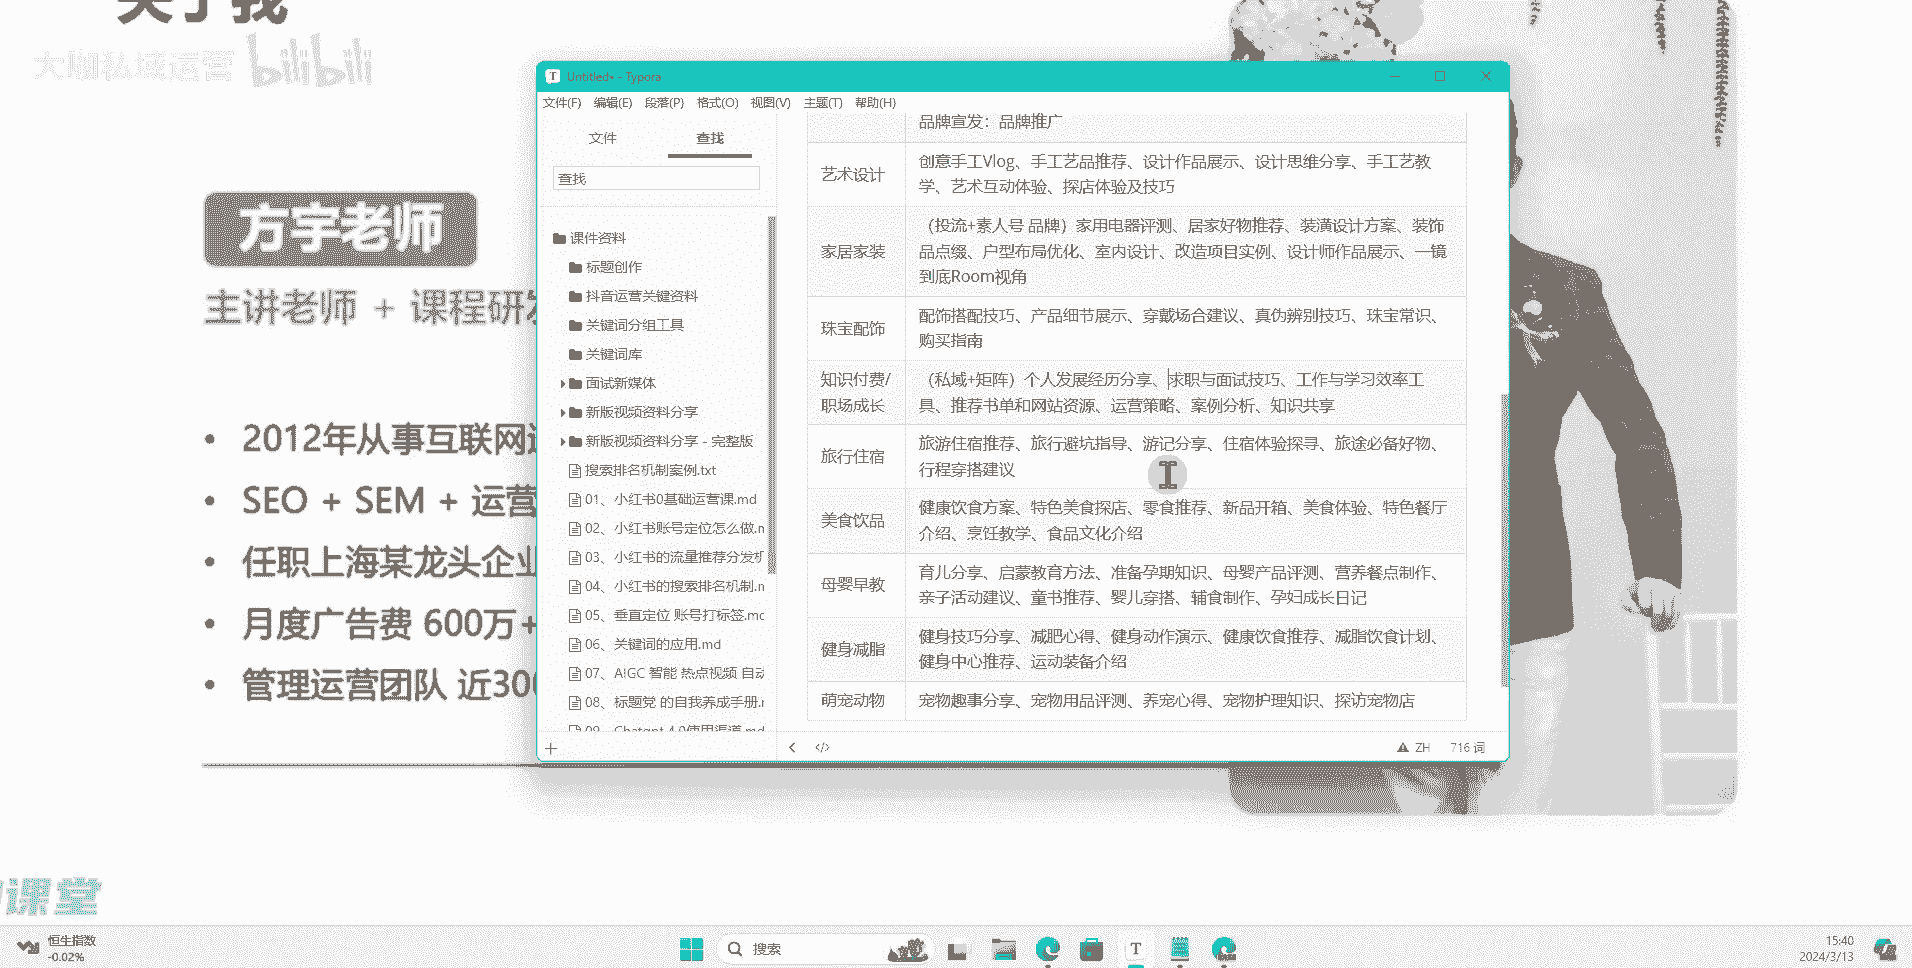 关于我
大咖私域运营 bilibili
方宇老师
主讲老师 + 课程研发
• 2012年从事互联网
• SEO + SEM + 运营
• 任职上海某龙头企业
• 月度广告费 600万+
• 管理运营团队 近300
课堂
Untitled• - Typora
文件(F) 编辑(E) 段落(P) 格式(O) 视图(V) 主题(T) 帮助(H)
文件 查找
查找
课件资料
标题创作
抖音运营关键资料
关键词分组工具
关键词库
面试新媒体
新版视频资料分享
新版视频资料分享 - 完整版
搜索排名机制案例.txt
01、小红书0基础运营课.md
02、小红书账号定位怎么做.m
03、小红书的流量推荐分发机
04、小红书的搜索排名机制.m
05、垂直定位 账号打标签.mc
06、关键词的应用.md
07、AIGC 智能 热点视频 自动
08、标题党 的自我养成手册.r
09、Chatgpt 4.0使用渠道.md
品牌宣发：品牌推广
艺术设计
创意手工Vlog、手工艺品推荐、设计作品展示、设计思维分享、手工艺教
学、艺术互动体验、探店体验及技巧
家居家装
（投流+素人号 品牌）家用电器评测、居家好物推荐、装潢设计方案、装饰
品点缀、户型布局优化、室内设计、改造项目实例、设计师作品展示、一镜
到底Room视角
珠宝配饰
配饰搭配技巧、产品细节展示、穿戴场合建议、真伪辨别技巧、珠宝常识、
购买指南
知识付费/
职场成长
（私域+矩阵）个人发展经历分享、求职与面试技巧、工作与学习效率工
具、推荐书单和网站资源、运营策略、案例分析、知识共享
旅行住宿
旅游住宿推荐、旅行避坑指导、游记分享、住宿体验探寻、旅途必备好物、
行程穿搭建议
美食饮品
健康饮食方案、特色美食探店、零食推荐、新品开箱、美食体验、特色餐厅
介绍、烹饪教学、食品文化介绍
母婴早教
育儿分享、启蒙教育方法、准备孕期知识、母婴产品评测、营养餐点制作、
亲子活动建议、童书推荐、婴儿穿搭、辅食制作、孕妇成长日记
健身减脂
健身技巧分享、减肥心得、健身动作演示、健康饮食推荐、减脂饮食计划、
健身中心推荐、运动装备介绍
萌宠动物
宠物趣事分享、宠物用品评测、养宠心得、宠物护理知识、探访宠物店
ZH 716 词
恒生指数
-0.02%
搜索
15:40
2024/3/13